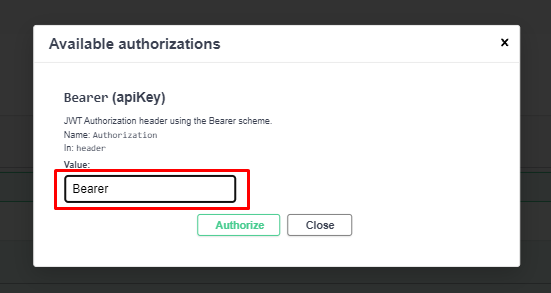 Available authorizations ×
Bearer (apiKey)
JWT Authorization header using the Bearer scheme.
Name: Authorization
In: header
Value:
Bearer
Authorize Close